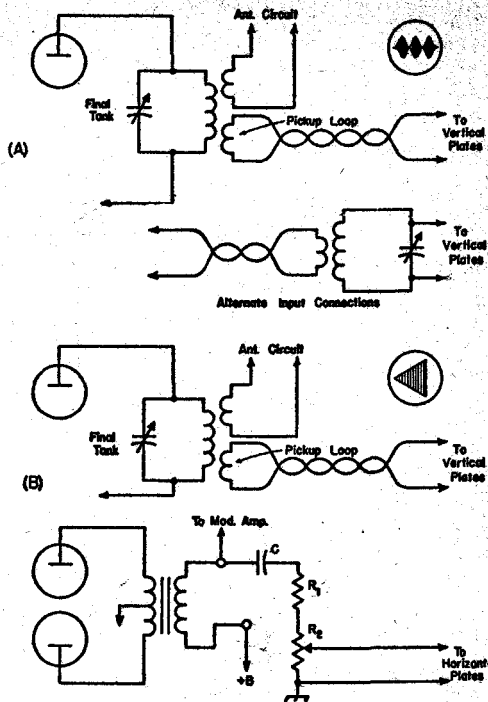 Ant. Circuit
Final
Tank
(A)
Pickup Loop
To
Vertical
Plates
To
Vertical
Plates
Alternate Input Connections
Ant. Circuit
Final
Tank
(B)
Pickup Loop
To
Vertical
Plates
To Mod. Amp.
C
R1
R2
+B
To
Horizont
Plates